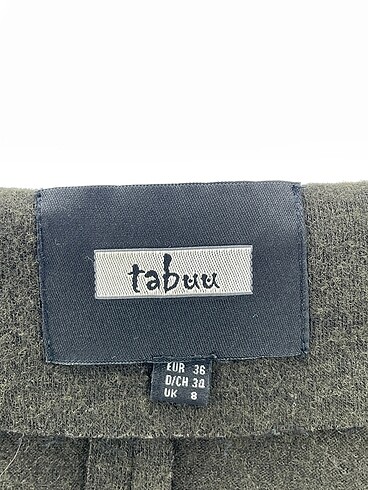 tabuu
EUR 36
D/CH 34
UK 8